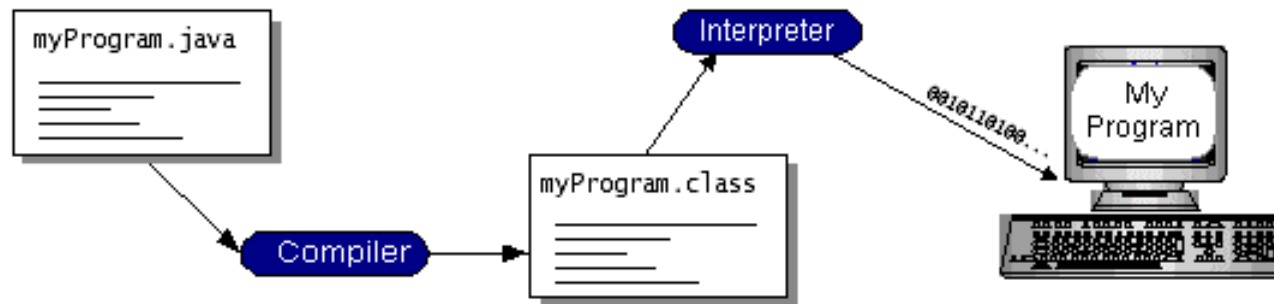 myProgram.java
Compiler
myProgram.class
Interpreter
0010110100...
My
Program